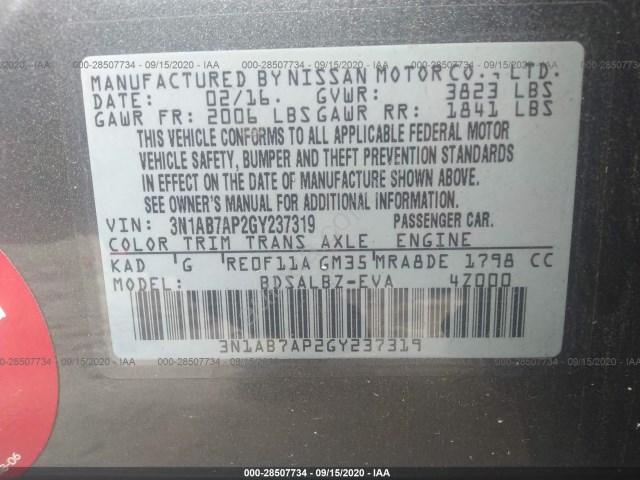 000-28507734 - 09/15/2020 - IAA
MANUFACTURED BY NISSAN MOTOR CO., LTD.
DATE: 02/16. GVWR: 3823 LBS
GAWR FR: 2006 LBS GAWR RR: 1841 LBS
THIS VEHICLE CONFORMS TO ALL APPLICABLE FEDERAL MOTOR
VEHICLE SAFETY, BUMPER AND THEFT PREVENTION STANDARDS
IN EFFECT ON THE DATE OF MANUFACTURE SHOWN ABOVE.
SEE OWNER'S MANUAL FOR ADDITIONAL INFORMATION.
VIN: 3N1AB7AP2GY237319 PASSENGER CAR.
COLOR TRIM TRANS AXLE ENGINE
KAD G RE0F11A GM35 MRA8DE 1798 CC
MODEL: BDSALBZ-EVA 4Z000
3N1AB7AP2GY237319
3-06
000-28507734 - 09/15/2020 - IAA